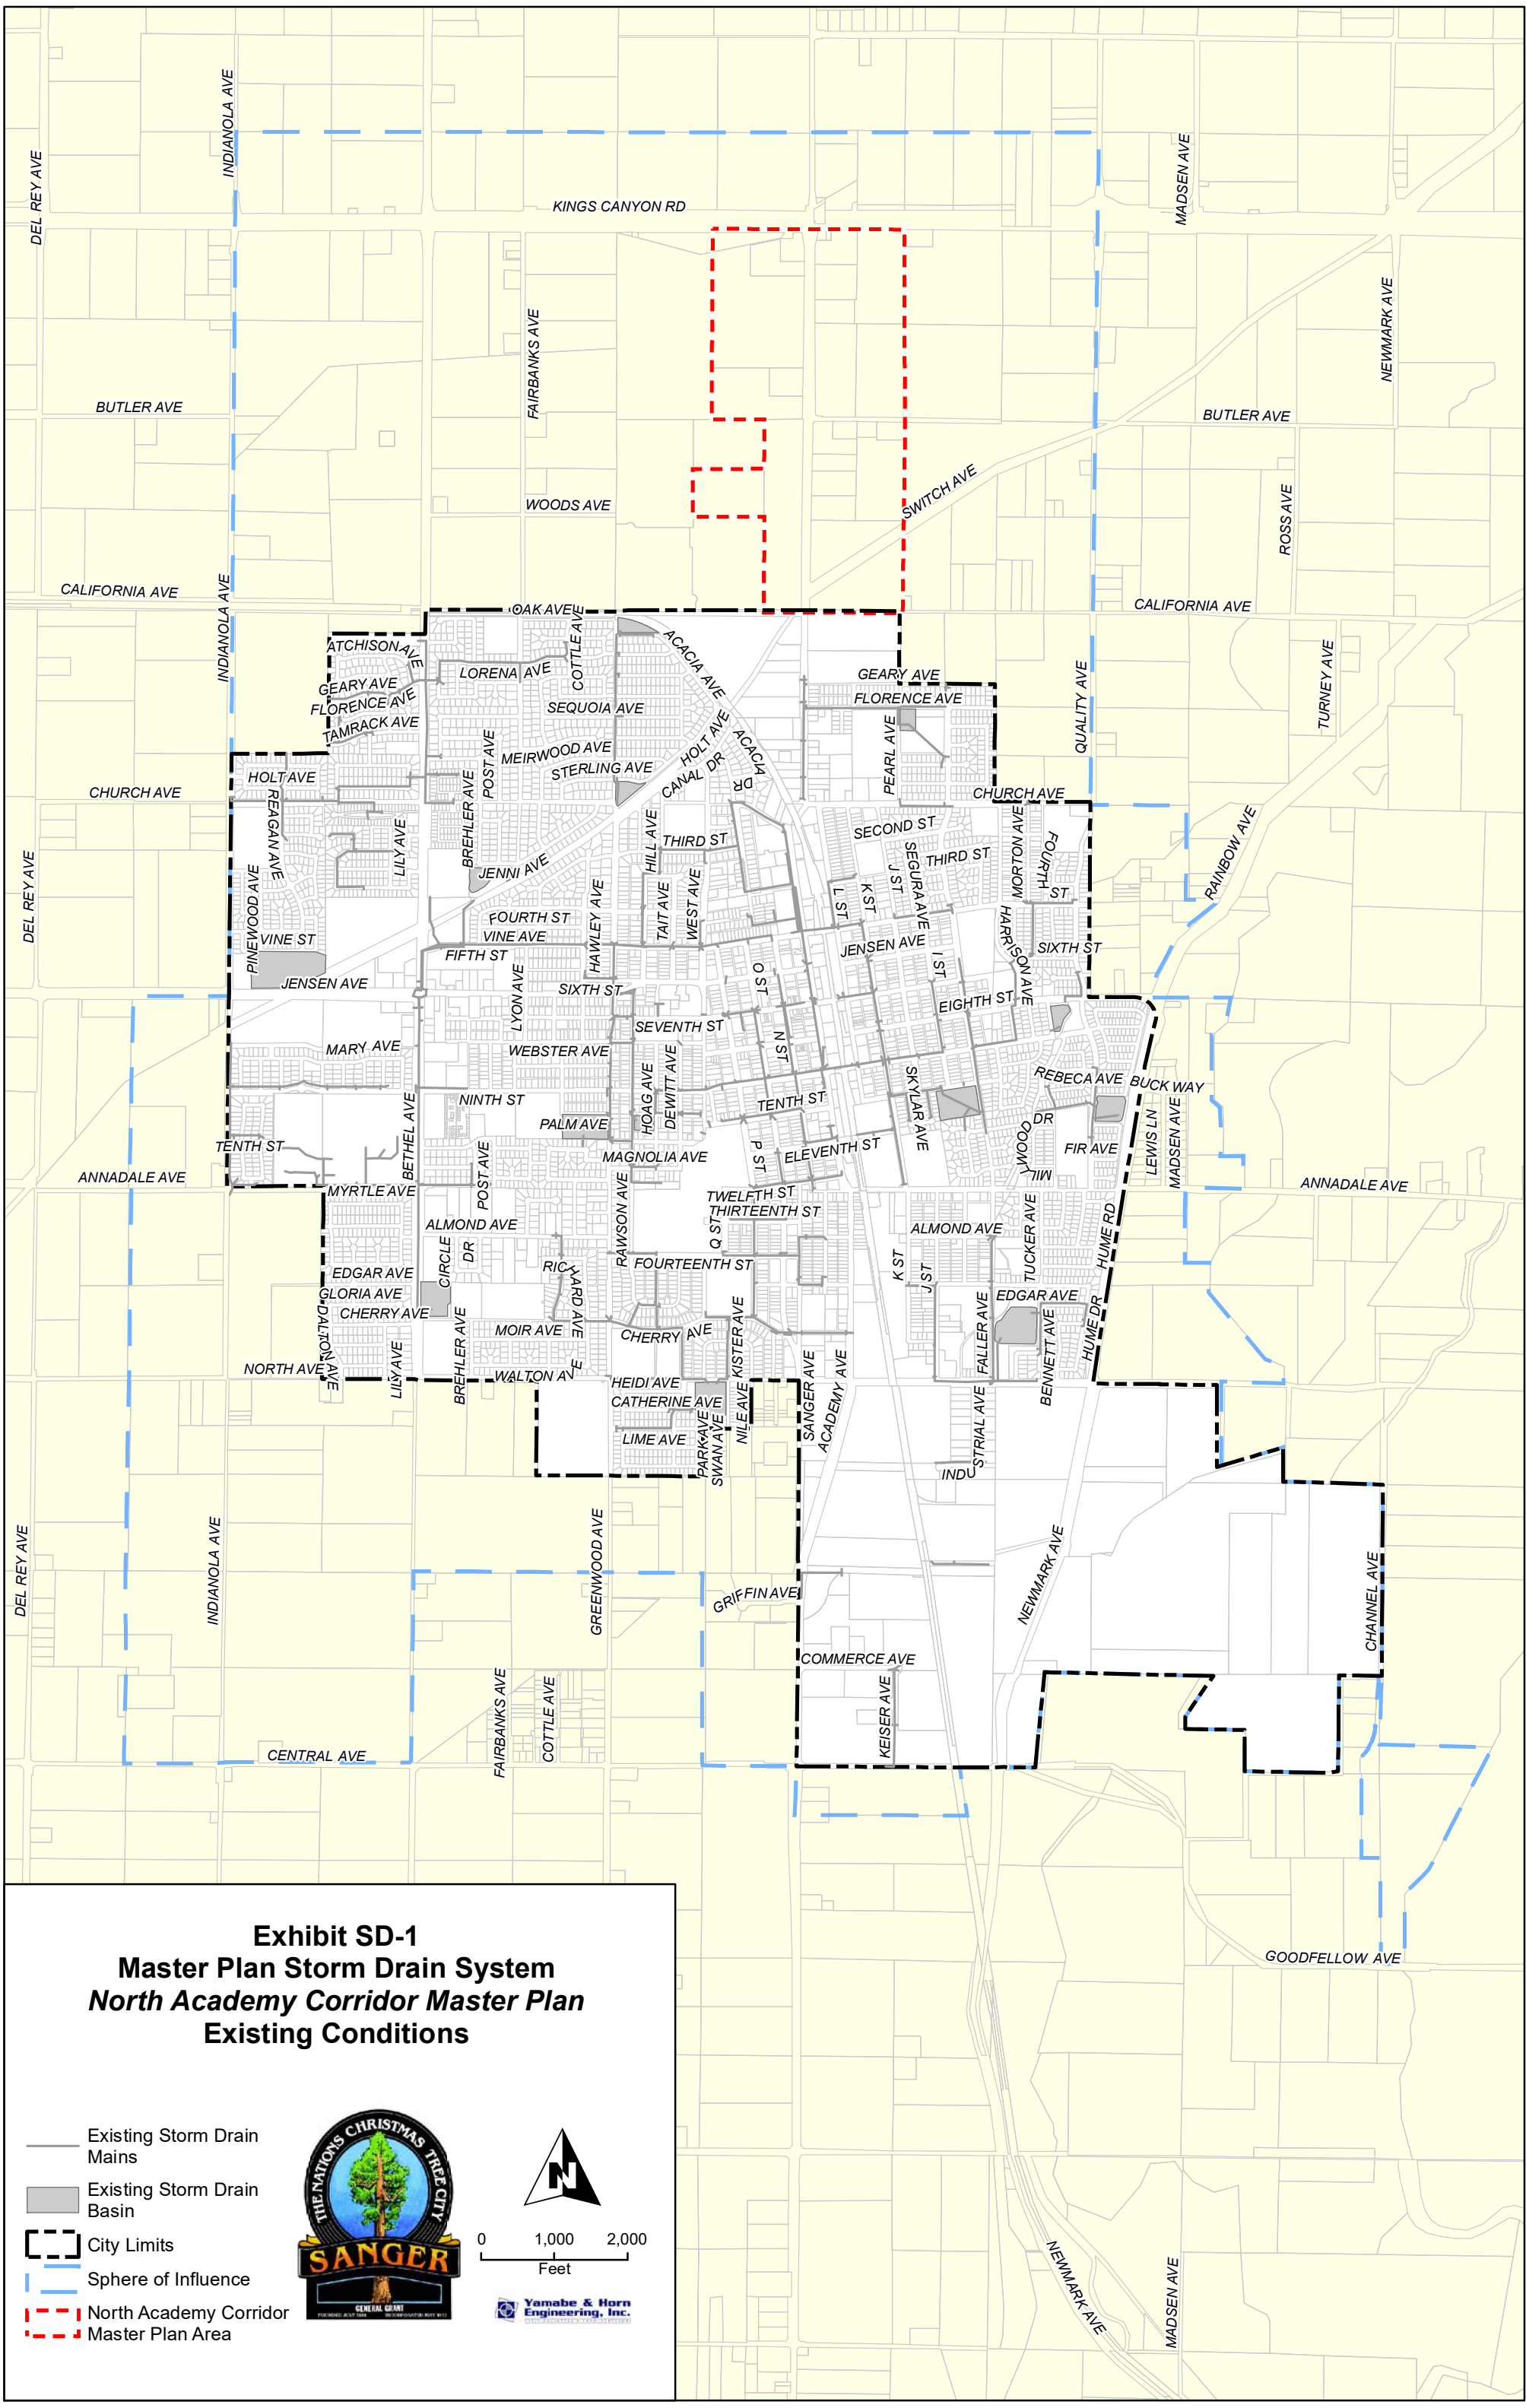 INDIANOLA AVE
DEL REY AVE
MADSEN AVE
KINGS CANYON RD
FAIRBANKS AVE
NEWMARK AVE
BUTLER AVE
BUTLER AVE
SWITCH AVE
WOODS AVE
ROSS AVE
CALIFORNIA AVE
INDIANOLA AVE
OAK AVE
CALIFORNIA AVE
ATCHISON AVE
COTTLE AVE
ACACIA AVE
LORENA AVE
GEARY AVE
GEARY AVE
FLORENCE AVE
FLORENCE AVE
SEQUOIA AVE
TAMRACK AVE
QUALITY AVE
TURNEY AVE
POST AVE
MEIRWOOD AVE
HOLT AVE
ACACIA
DR
PEARL AVE
STERLING AVE
CANAL DR
HOLT AVE
CHURCH AVE
CHURCH AVE
REAGAN AVE
BREHLER AVE
LILY AVE
HILL AVE
THIRD ST
SECOND ST
THIRD ST
MORTON AVE
FOURTH
ST
RAINBOW AVE
JENNI AVE
DEL REY AVE
PINEWOOD AVE
HAWLEY AVE
TAIT AVE
WEST AVE
L ST
K ST
J ST
SEGURA AVE
FOURTH ST
VINE AVE
VINE ST
FIFTH ST
JENSEN AVE
I ST
HARRISON AVE
SIXTH ST
JENSEN AVE
LYON AVE
SIXTH ST
O ST
EIGHTH ST
SEVENTH ST
MARY AVE
WEBSTER AVE
N ST
HOAG AVE
DEWITT AVE
SKYLAR AVE
REBECA AVE
BUCK WAY
NINTH ST
TENTH ST
BETHEL AVE
PALM AVE
MILLWOOD DR
LEWIS LN
MADSEN AVE
TENTH ST
P ST
ELEVENTH ST
FIR AVE
ANNADALE AVE
MAGNOLIA AVE
POST AVE
RAWSON AVE
MYRTLE AVE
TWELFTH ST
THIRTEENTH ST
ANNADALE AVE
ALMOND AVE
Q ST
ALMOND AVE
TUCKER AVE
HUME RD
CIRCLE
DR
RICHARD AVE
FOURTEENTH ST
K ST
J ST
EDGAR AVE
GLORIA AVE
CHERRY AVE
EDGAR AVE
DALTON AVE
BREHLER AVE
MOIR AVE
CHERRY AVE
KISTER AVE
FALLER AVE
BENNETT AVE
HUME DR
NORTH AVE
LILY AVE
WALTON AVE
HEIDI AVE
CATHERINE AVE
LIME AVE
PARK AVE
SWAN AVE
NILE AVE
SANGER AVE
ACADEMY AVE
INDUSTRIAL AVE
DEL REY AVE
INDIANOLA AVE
GREENWOOD AVE
GRIFFIN AVE
NEWMARK AVE
CHANNEL AVE
COMMERCE AVE
FAIRBANKS AVE
COTTLE AVE
KEISER AVE
CENTRAL AVE
GOODFELLOW AVE
NEWMARK AVE
MADSEN AVE
Exhibit SD-1
Master Plan Storm Drain System
North Academy Corridor Master Plan
Existing Conditions
Existing Storm Drain
Mains
Existing Storm Drain
Basin
City Limits
Sphere of Influence
North Academy Corridor
Master Plan Area
THE NATIONS CHRISTMAS TREE CITY
SANGER
GENERAL GRANT
N
0 1,000 2,000
Feet
Yamabe & Horn
Engineering, Inc.